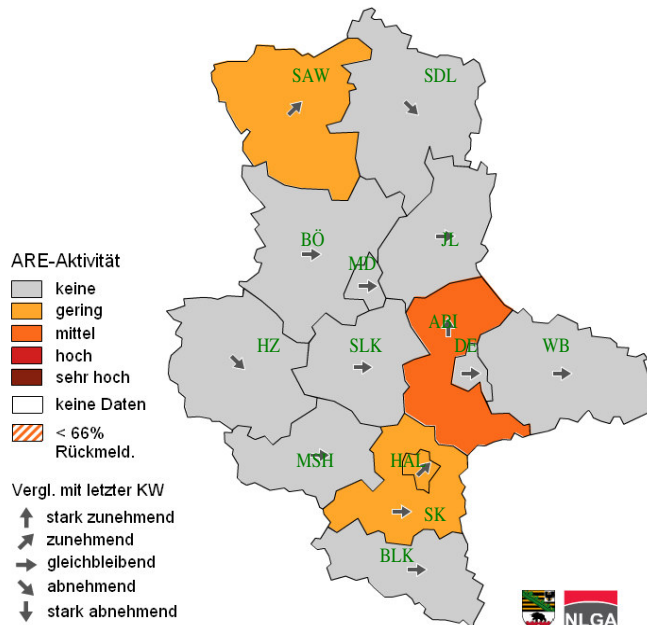 SAW
SDL
BÖ
JL
MD
ARE-Aktivität
keine
gering
mittel
hoch
sehr hoch
keine Daten
< 66%
Rückmeld.
ABI
HZ
SLK
DE
WB
MSH
HAL
SK
BLK
Vergl. mit letzter KW
stark zunehmend
zunehmend
gleichbleibend
abnehmend
stark abnehmend
NLGA